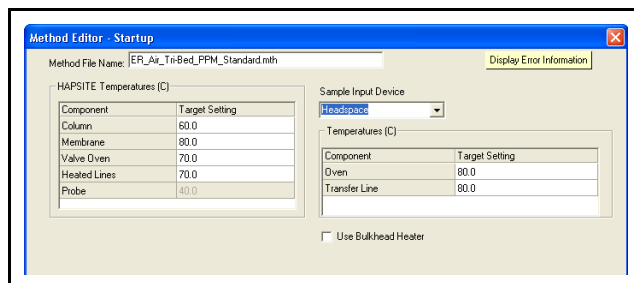 Method Editor - Startup
Method File Name: ER_Air_Tri-Bed_PPM_Standard.mth
Display Error Information
HAPSITE Temperatures (C)
Component Target Setting
Column 60.0
Membrane 80.0
Valve Oven 70.0
Heated Lines 70.0
Probe 40.0
Sample Input Device
Headspace
Temperatures (C)
Component Target Setting
Oven 80.0
Transfer Line 80.0
Use Bulkhead Heater